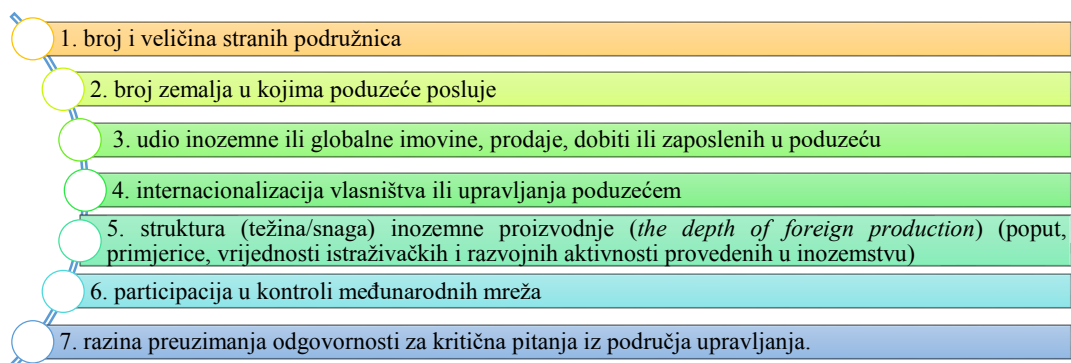 1. broj i veličina stranih podružnica
2. broj zemalja u kojima poduzeće posluje
3. udio inozemne ili globalne imovine, prodaje, dobiti ili zaposlenih u poduzeću
4. internacionalizacija vlasništva ili upravljanja poduzećem
5. struktura (težina/snaga) inozemne proizvodnje (the depth of foreign production) (poput,
primjerice, vrijednosti istraživačkih i razvojnih aktivnosti provedenih u inozemstvu)
6. participacija u kontroli međunarodnih mreža
7. razina preuzimanja odgovornosti za kritična pitanja iz područja upravljanja.